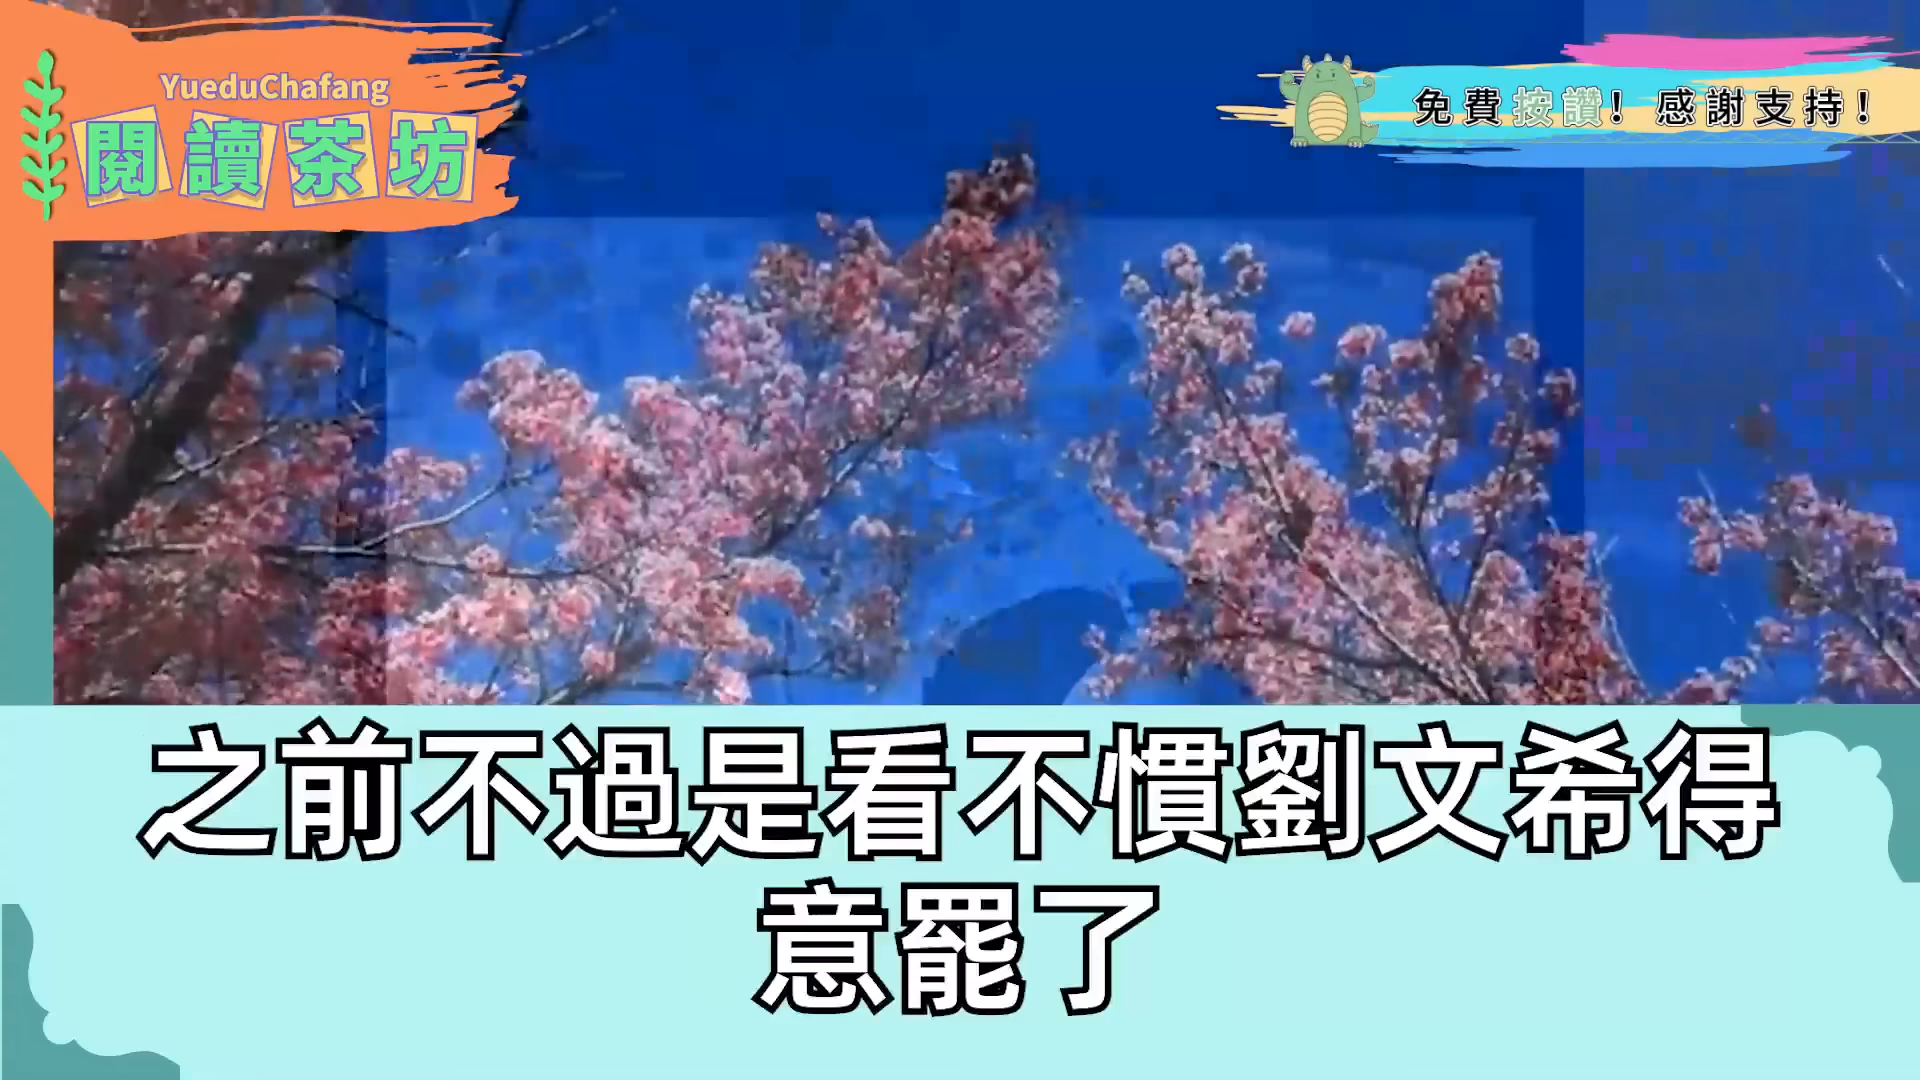 YueduChafang
閱讀茶坊
免費按讚！感謝支持！
之前不過是看不慣劉文希得
意罷了